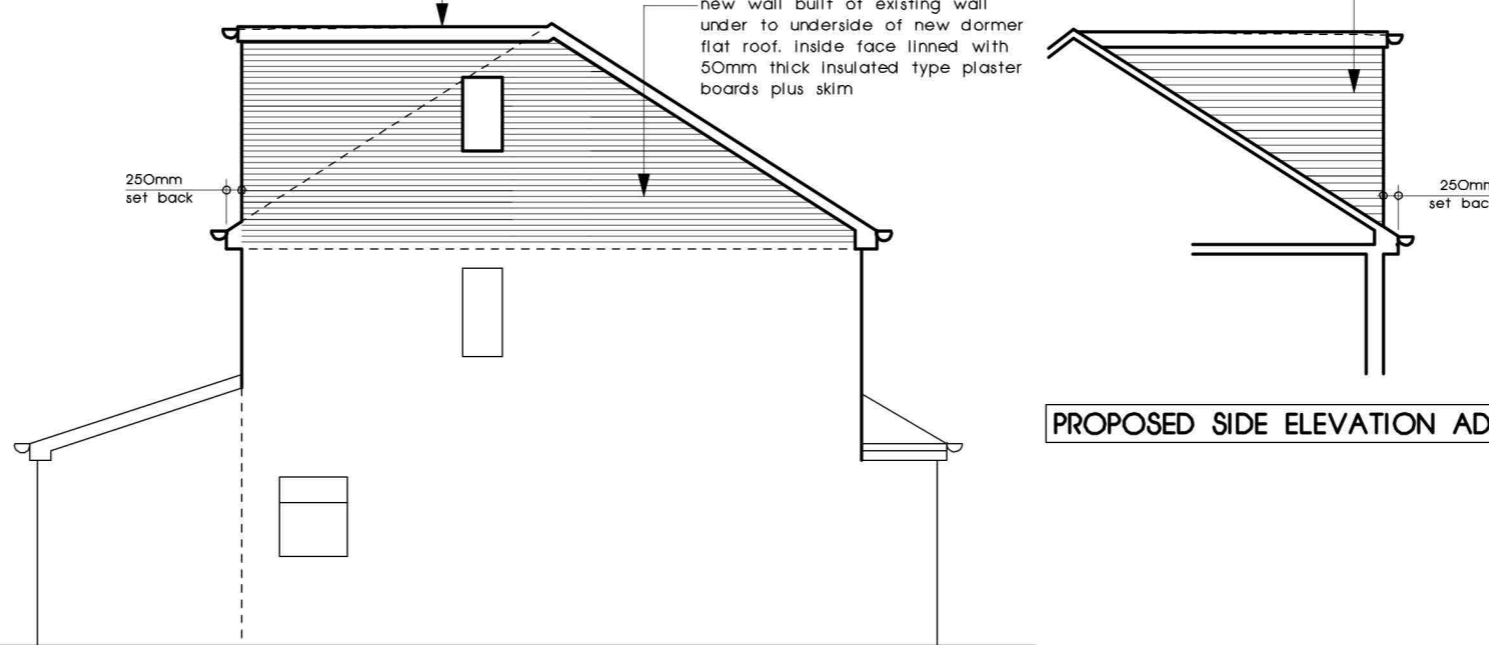 new wall built of existing wall
under to underside of new dormer
flat roof. inside face linned with
50mm thick insulated type plaster
boards plus skim
250mm
set back
250mm
set bac
PROPOSED SIDE ELEVATION AD